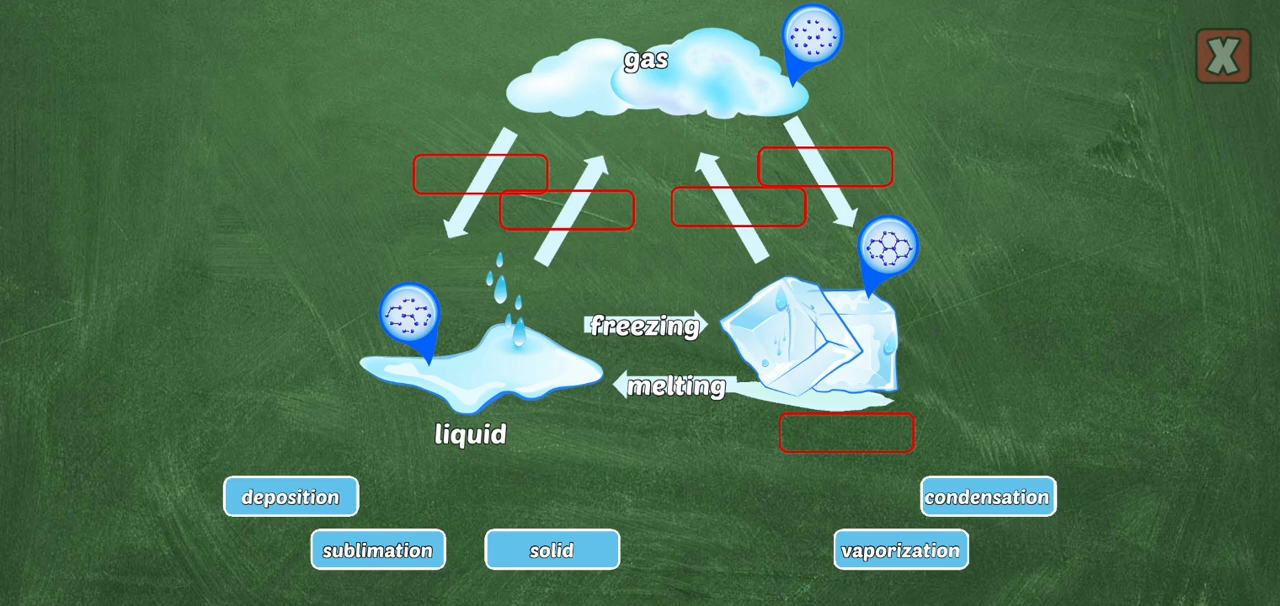 gas
X
freezing
melting
liquid
deposition
condensation
sublimation
solid
vaporization